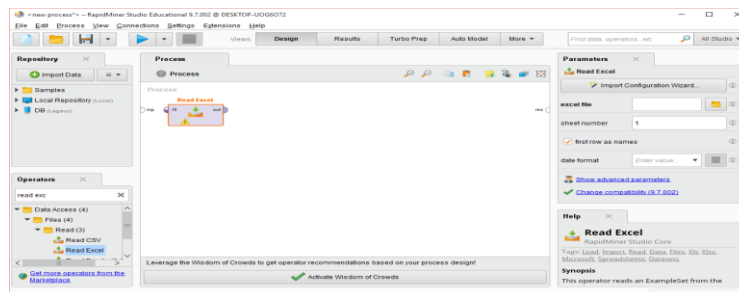 <new process*> – RapidMiner Studio Educational 9.7.002 @ DESKTOP-UOG6O72
File Edit Process View Connections Settings Extensions Help
Views: Design Results Turbo Prep Auto Model More Find data, operators...etc All Studio
Repository
Import Data
Samples
Local Repository (Local)
DB (Legacy)
Operators
read exc
Data Access (4)
Files (4)
Read (3)
Read CSV
Read Excel
Get more operators from the Marketplace
Process
Process
Process
Read Excel
inp fil out res
Leverage the Wisdom of Crowds to get operator recommendations based on your process design!
Activate Wisdom of Crowds
Parameters
Read Excel
Import Configuration Wizard...
excel file
sheet number 1
first row as names
date format Enter value...
Show advanced parameters
Change compatibility (9.7.002)
Help
Read Excel
RapidMiner Studio Core
Tags: Load, Import, Read, Data, Files, Xls, Xlsx,
Microsoft, Spreadsheets, Datasets
Synopsis
This operator reads an ExampleSet from the